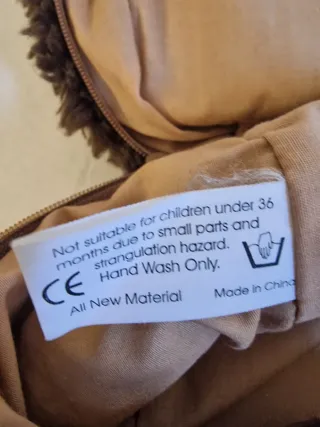 Not suitable for children under 36
months due to small parts and
strangulation hazard.
Hand Wash Only.
CE
All New Material Made in China